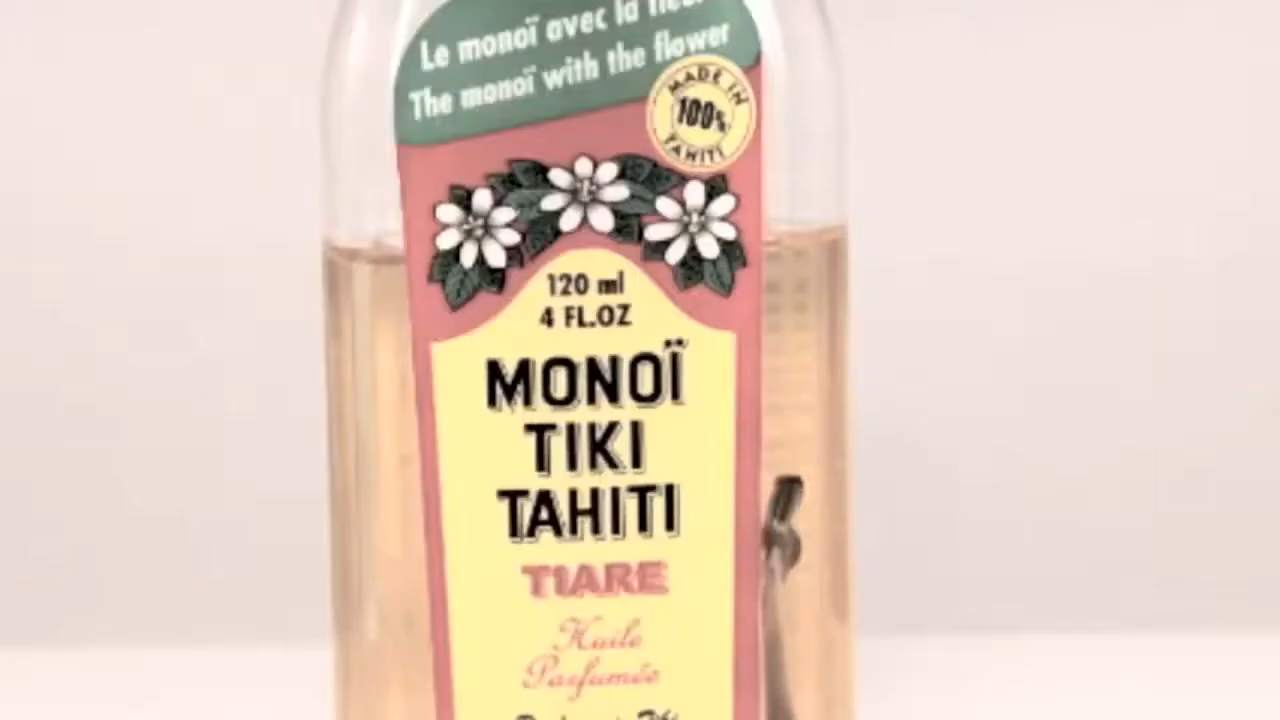 Le monoï avec la fleur
The monoï with the flower
MADE IN
100%
TAHITI
120 ml
4 FL.OZ
MONOÏ
TIKI
TAHITI
TIARE
Huile
Parfumée